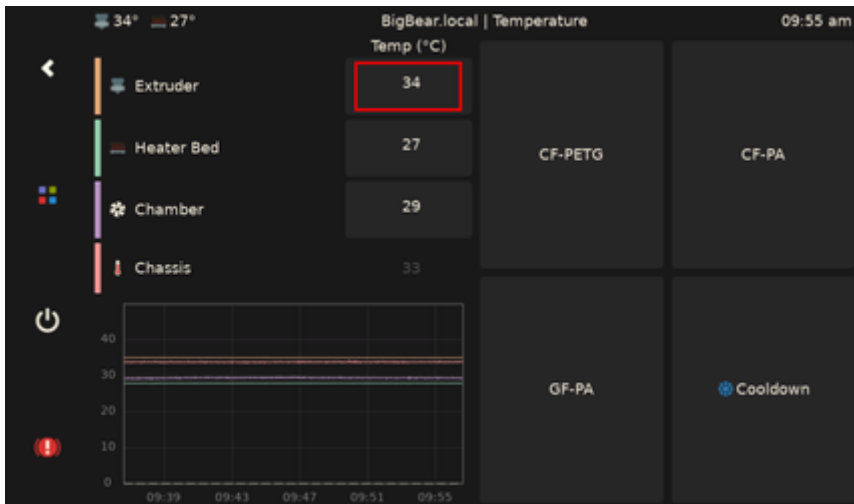 34° 27° BigBear.local | Temperature 09:55 am
Temp (°C)
Extruder 34
Heater Bed 27
CF-PETG CF-PA
Chamber 29
Chassis 33
40
30
20
10
0
09:39 09:43 09:47 09:51 09:55
GF-PA Cooldown